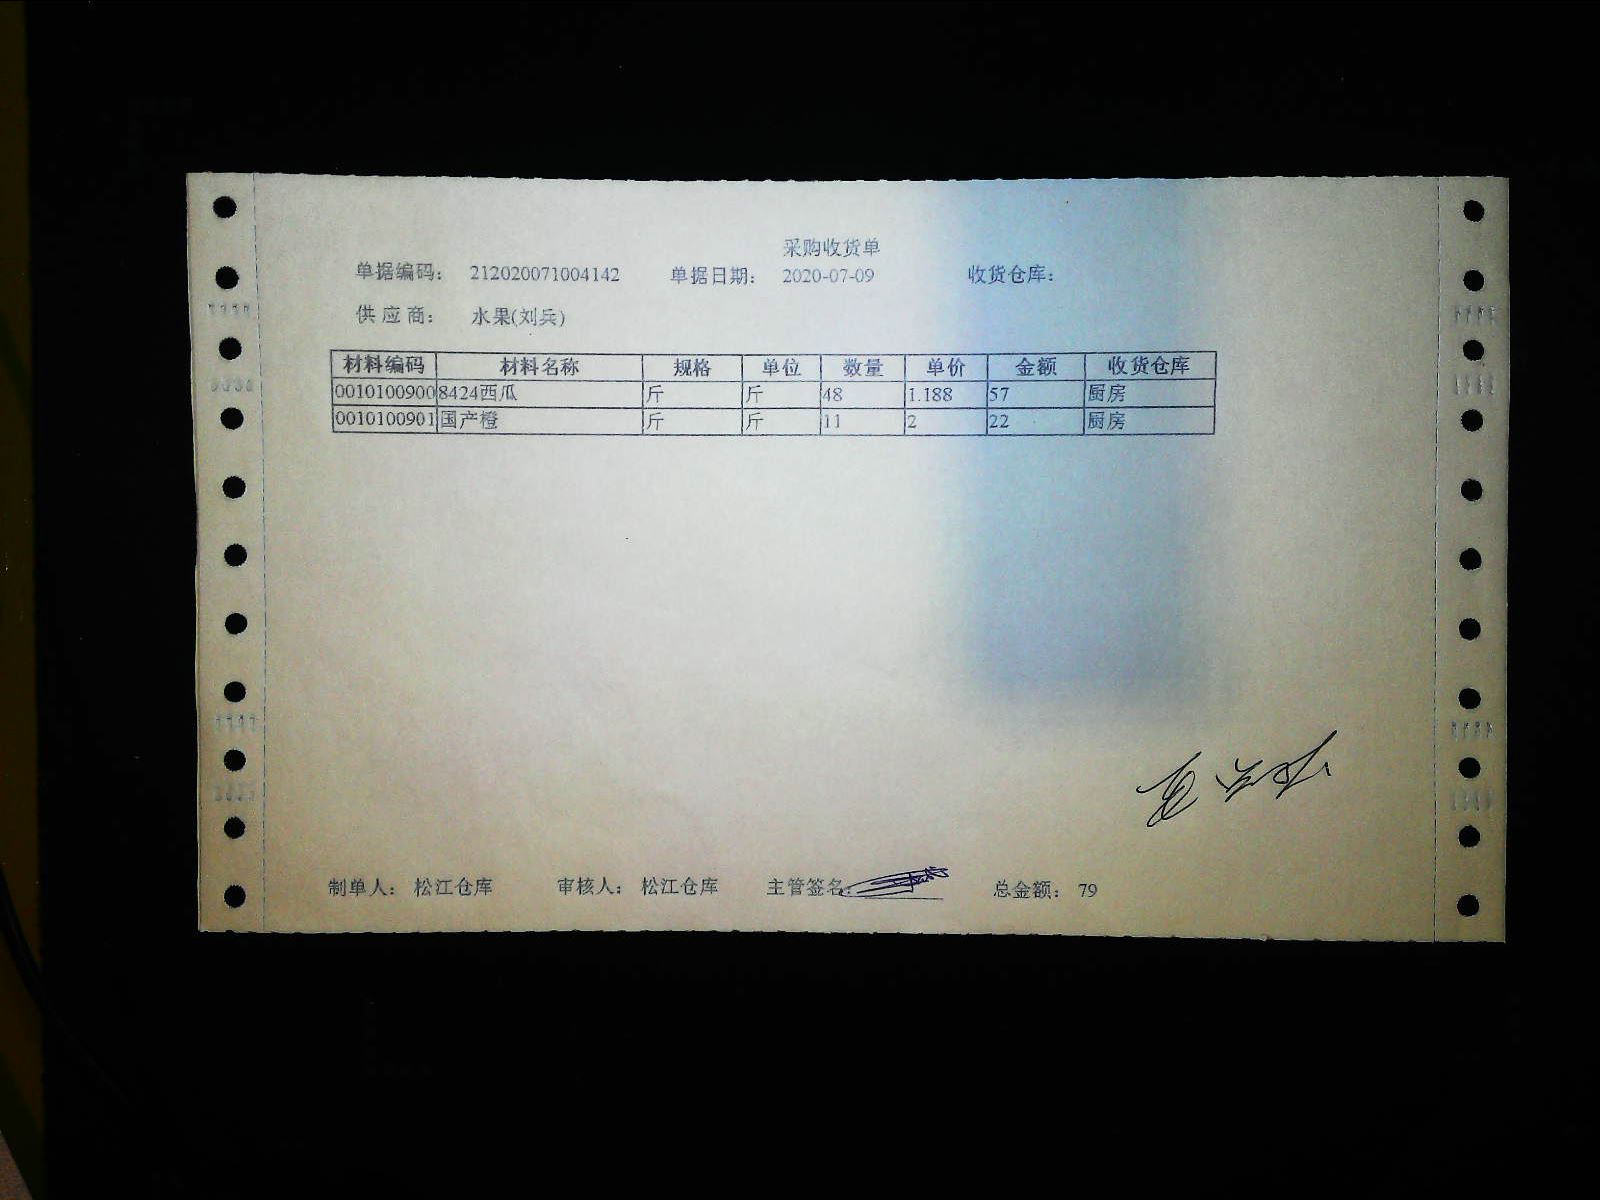 采购收货单
单据编码： 212020071004142 单据日期： 2020-07-09 收货仓库：
供应商： 水果(刘兵)
材料编码 材料名称 规格 单位 数量 单价 金额 收货仓库
0010100900 8424西瓜 斤 斤 48 1.188 57 厨房
0010100901 国产橙 斤 斤 11 2 22 厨房
制单人： 松江仓库 审核人： 松江仓库 主管签名： 总金额： 79